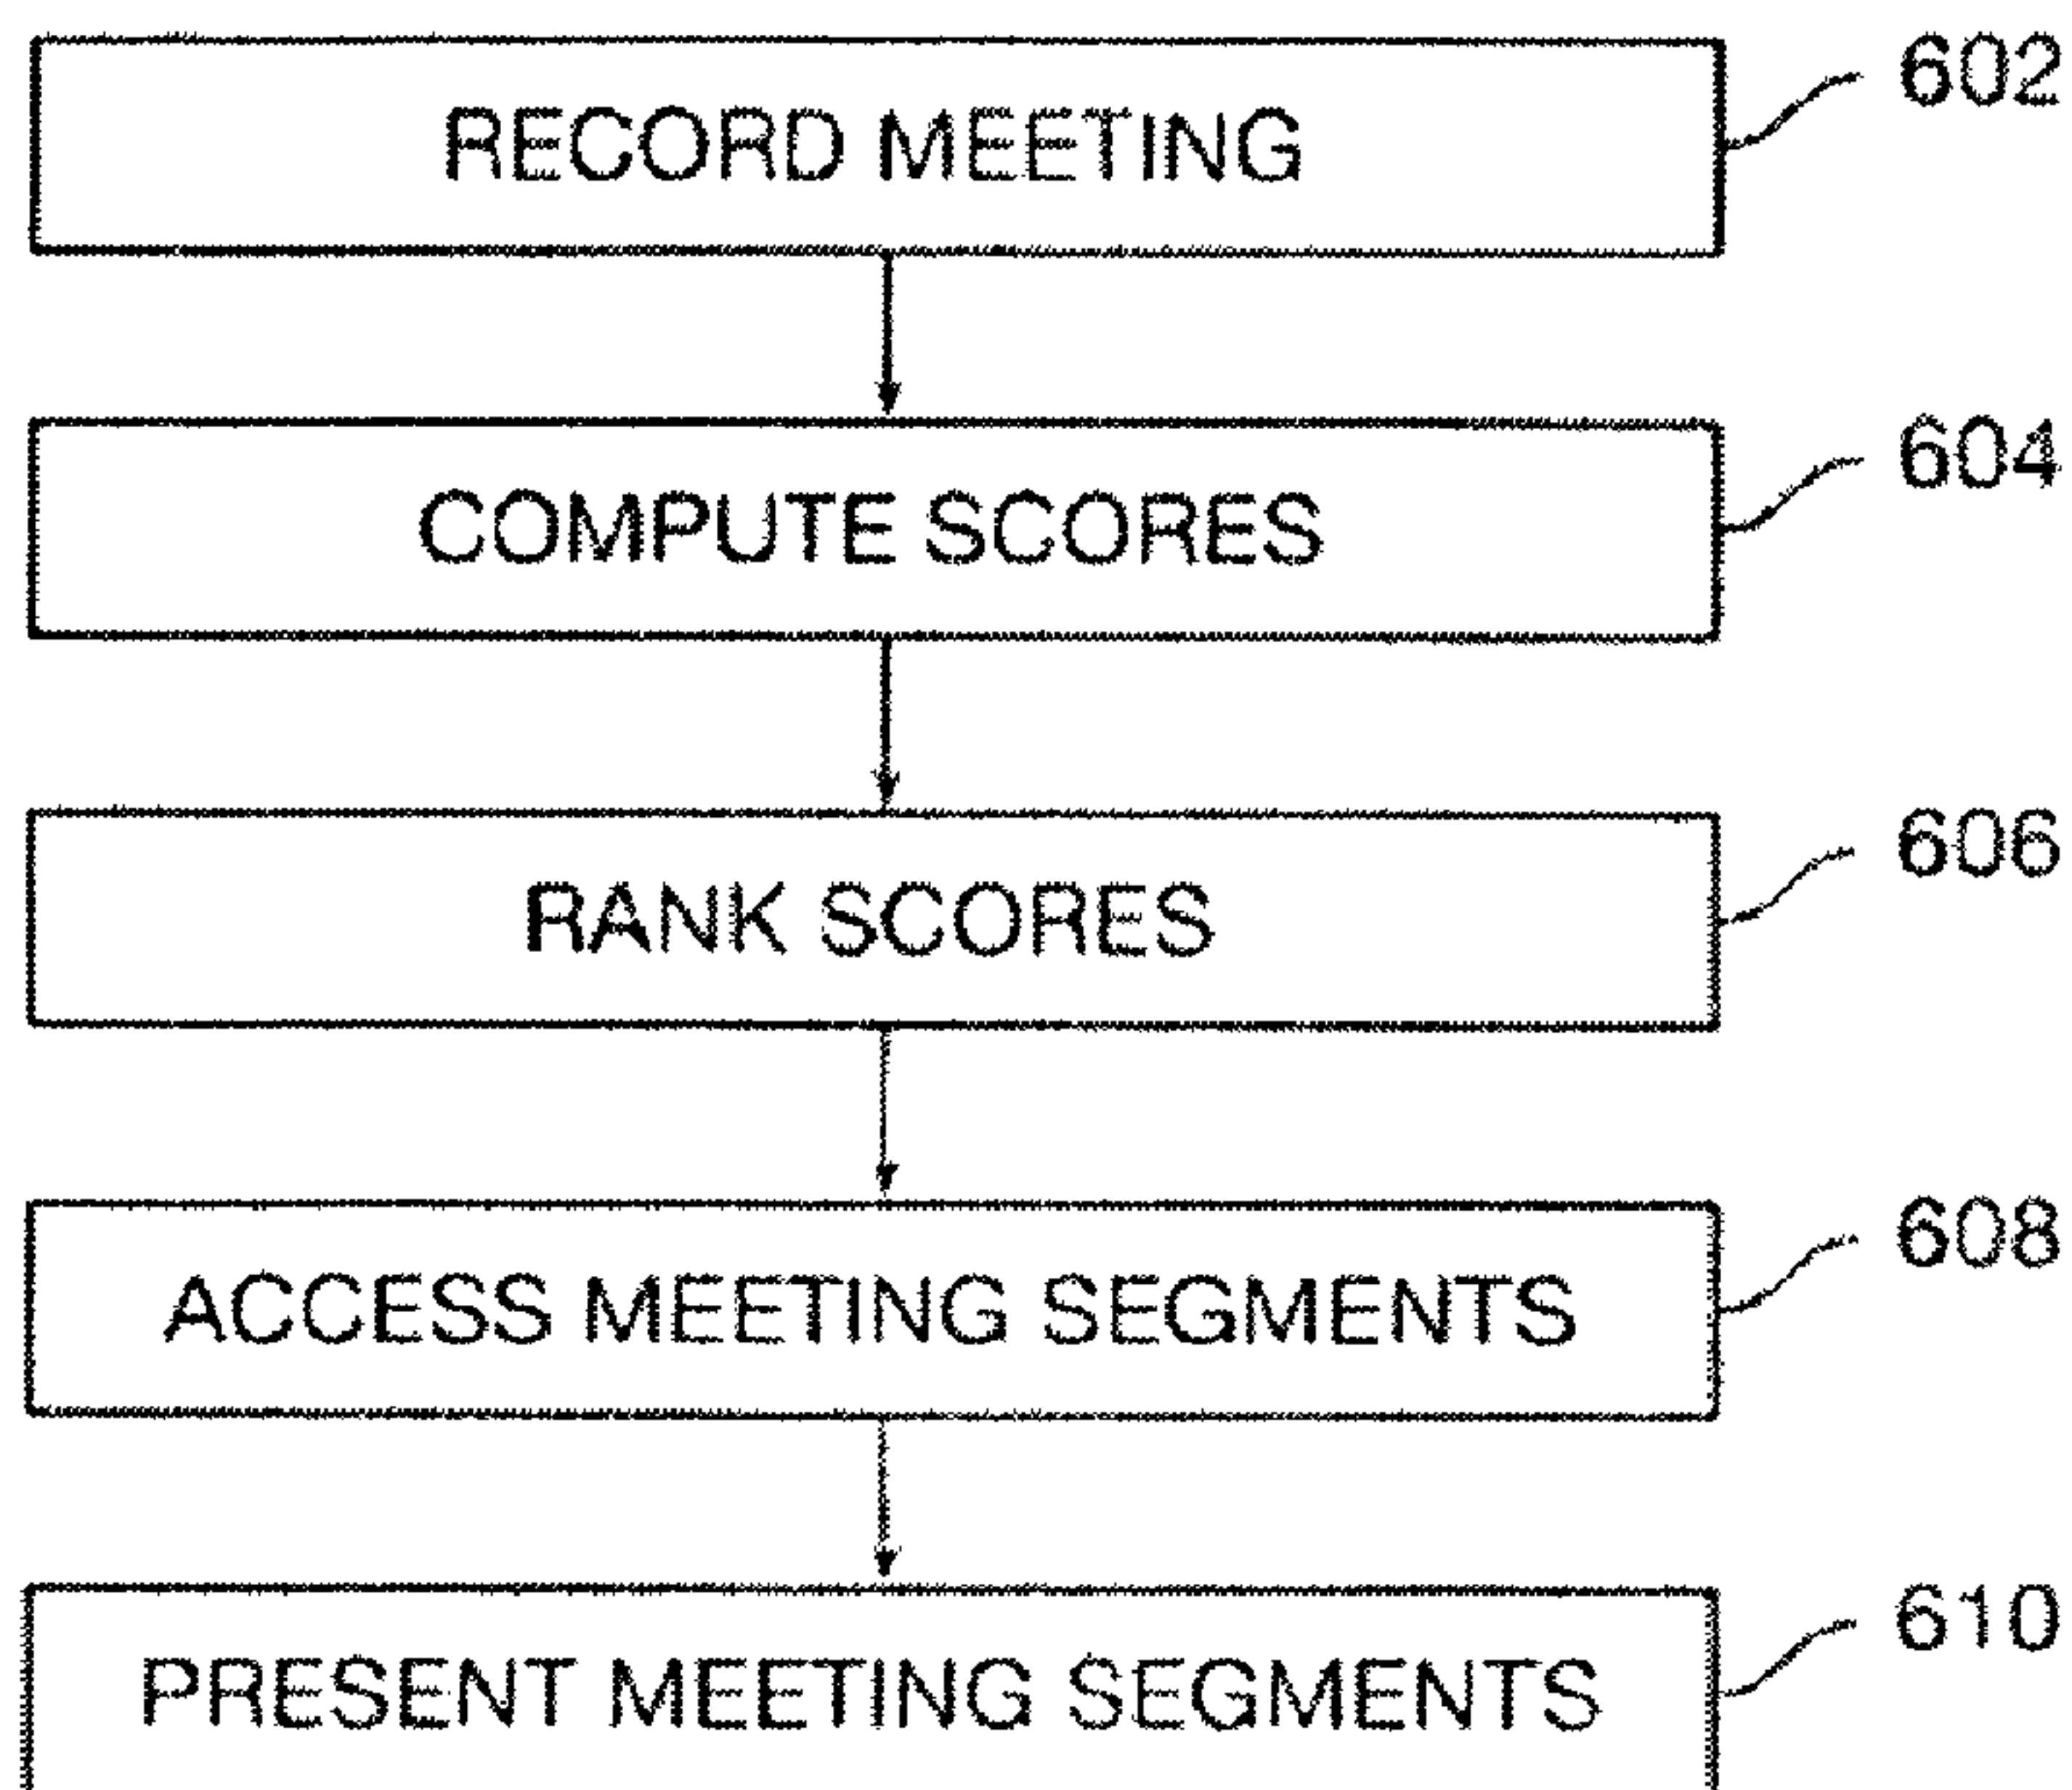 RECORD MEETING
602
COMPUTE SCORES
604
RANK SCORES
606
ACCESS MEETING SEGMENTS
608
PRESENT MEETING SEGMENTS
610